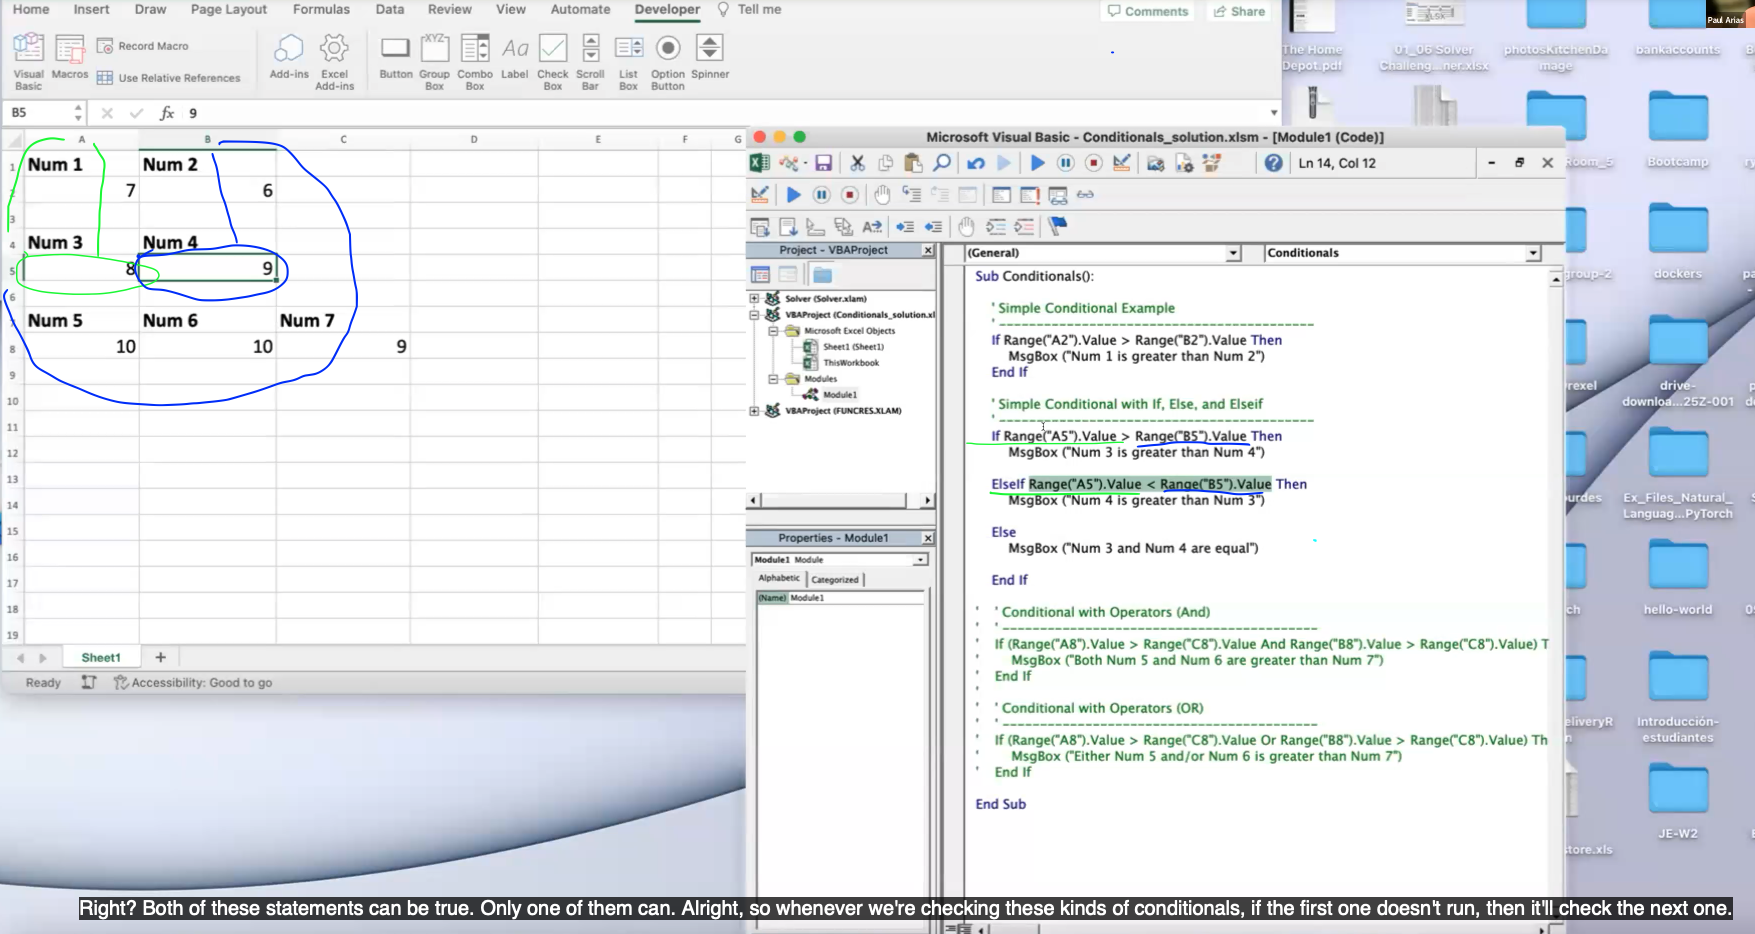 Home Insert Draw Page Layout Formulas Data Review View Automate Developer Tell me
Comments Share
Paul Arias
Visual Basic
Macros
Record Macro
Use Relative References
Add-ins
Excel Add-ins
Button
Group Box
Combo Box
Label
Check Box
Scroll Bar
List Box
Option Button
Spinner
XYZ
Aa
B5 fx 9
A B C D E F G
1 Num 1 Num 2
2 7 6
3
4 Num 3 Num 4
5 8 9
6
Num 5 Num 6 Num 7
8 10 10 9
9
10
11
12
13
14
15
16
17
18
19
Sheet1 +
Ready Accessibility: Good to go
Microsoft Visual Basic - Conditionals_solution.xlsm - [Module1 (Code)]
Ln 14, Col 12
Project - VBAProject
Solver (Solver.xlam)
VBAProject (Conditionals_solution.xl
Microsoft Excel Objects
Sheet1 (Sheet1)
ThisWorkbook
Modules
Module1
VBAProject (FUNCRES.XLAM)
Properties - Module1
Module1 Module
Alphabetic Categorized
(Name) Module1
(General) Conditionals
Sub Conditionals():
' Simple Conditional Example
' ------------------------------------------
If Range("A2").Value > Range("B2").Value Then
MsgBox ("Num 1 is greater than Num 2")
End If
' Simple Conditional with If, Else, and Elseif
' ------------------------------------------
If Range("A5").Value > Range("B5").Value Then
MsgBox ("Num 3 is greater than Num 4")
ElseIf Range("A5").Value < Range("B5").Value Then
MsgBox ("Num 4 is greater than Num 3")
Else
MsgBox ("Num 3 and Num 4 are equal")
End If
' ' Conditional with Operators (And)
' ' ------------------------------------------
' If (Range("A8").Value > Range("C8").Value And Range("B8").Value > Range("C8").Value) T
' MsgBox ("Both Num 5 and Num 6 are greater than Num 7")
' End If
'
' ' Conditional with Operators (OR)
' ' ------------------------------------------
' If (Range("A8").Value > Range("C8").Value Or Range("B8").Value > Range("C8").Value) Th
' MsgBox ("Either Num 5 and/or Num 6 is greater than Num 7")
' End If
End Sub
The Home Depot.pdf
01_06 Solver Challeng...ner.xlsx
photosKitchenDamage
bankaccounts
Room_5
Bootcamp
group-2
dockers
rexel
drive-downloa...25Z-001
urdes
Ex_Files_Natural_Languag...PyTorch
ch
hello-world
eliveryR
n
Introducción-estudiantes
store.xls
JE-W2
Right? Both of these statements can be true. Only one of them can. Alright, so whenever we're checking these kinds of conditionals, if the first one doesn't run, then it'll check the next one.